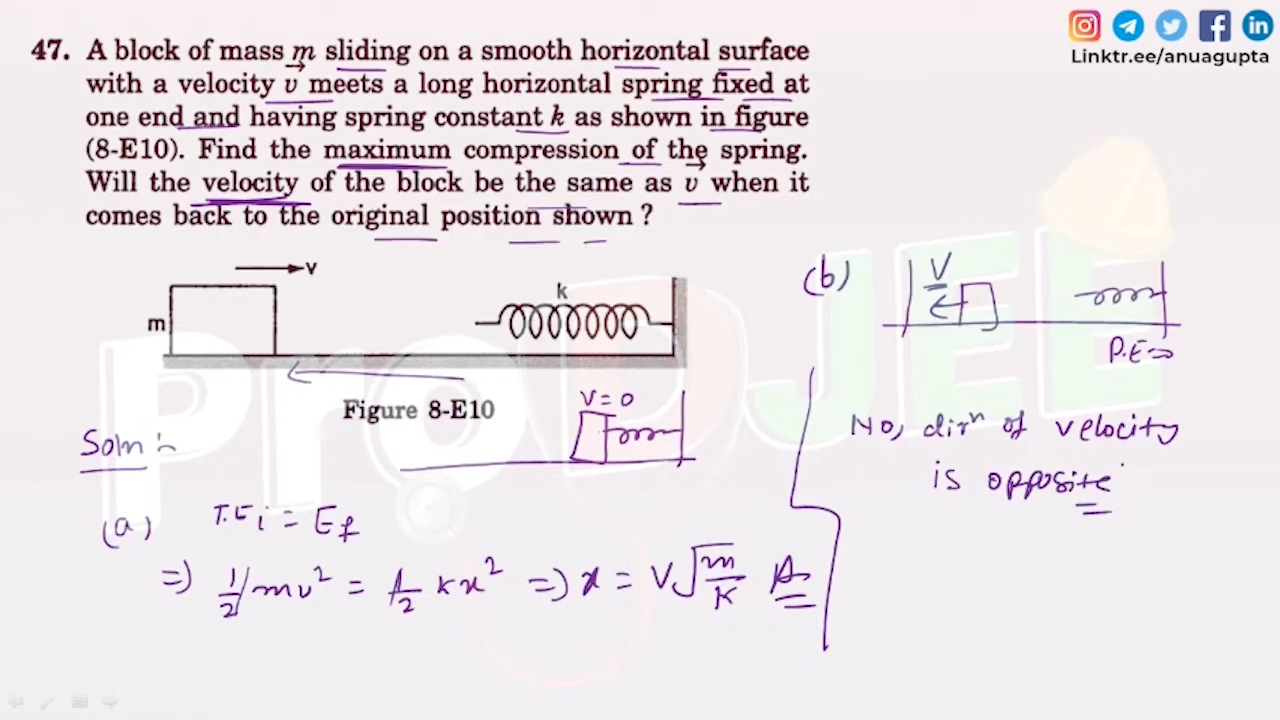 Linktr.ee/anuagupta
47. A block of mass m sliding on a smooth horizontal surface
with a velocity v meets a long horizontal spring fixed at
one end and having spring constant k as shown in figure
(8-E10). Find the maximum compression of the spring.
Will the velocity of the block be the same as v when it
comes back to the original position shown ?
v
k
m
Figure 8-E10
V = 0
Soln :-
(a) T.E i = E f
=) 1/2 mv² = 1/2 kx² =) x = V√m/K A
(b)
V
P.E=0
No, dirⁿ of velocity
is opposite
PrODJEE